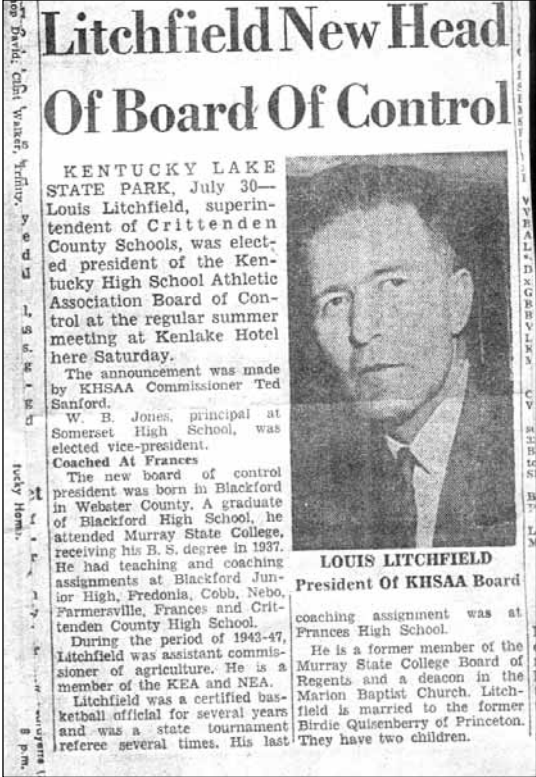 Litchfield New Head
Of Board Of Control
KENTUCKY LAKE
STATE PARK, July 30—
Louis Litchfield, superin-
tendent of Crittenden
County Schools, was elect-
ed president of the Ken-
tucky High School Athletic
Association Board of Con-
trol at the regular summer
meeting at Kenlake Hotel
here Saturday.
The announcement was made
by KHSAA Commissioner Ted
Sanford.
W. B. Jones, principal at
Somerset High School, was
elected vice-president.
Coached At Frances
The new board of control
president was born in Blackford
in Webster County. A graduate
of Blackford High School, he
attended Murray State College,
receiving his B. S. degree in 1937.
He had teaching and coaching
assignments at Blackford Jun-
ior High, Fredonia, Cobb, Nebo,
Farmersville, Frances and Crit-
tenden County High School.
During the period of 1943-47,
Litchfield was assistant commis-
sioner of agriculture. He is a
member of the KEA and NEA.
Litchfield was a certified bas-
ketball official for several years
and was a state tournament
referee several times. His last
LOUIS LITCHFIELD
President Of KHSAA Board
coaching assignment was at
Frances High School.
He is a former member of the
Murray State College Board of
Regents and a deacon in the
Marion Baptist Church. Litch-
field is married to the former
Birdie Quisenberry of Princeton.
They have two children.
David; Clint Walker, Trinity.
tucky Home.
8 p.m.